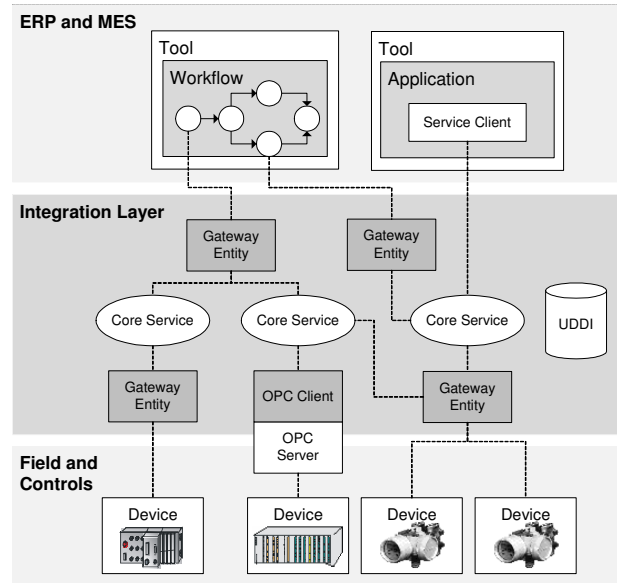 ERP and MES
Tool
Workflow
Tool
Application
Service Client
Integration Layer
Gateway
Entity
Gateway
Entity
Core Service
Core Service
Core Service
UDDI
Gateway
Entity
OPC Client
Gateway
Entity
OPC
Server
Field and
Controls
Device
Device
Device
Device